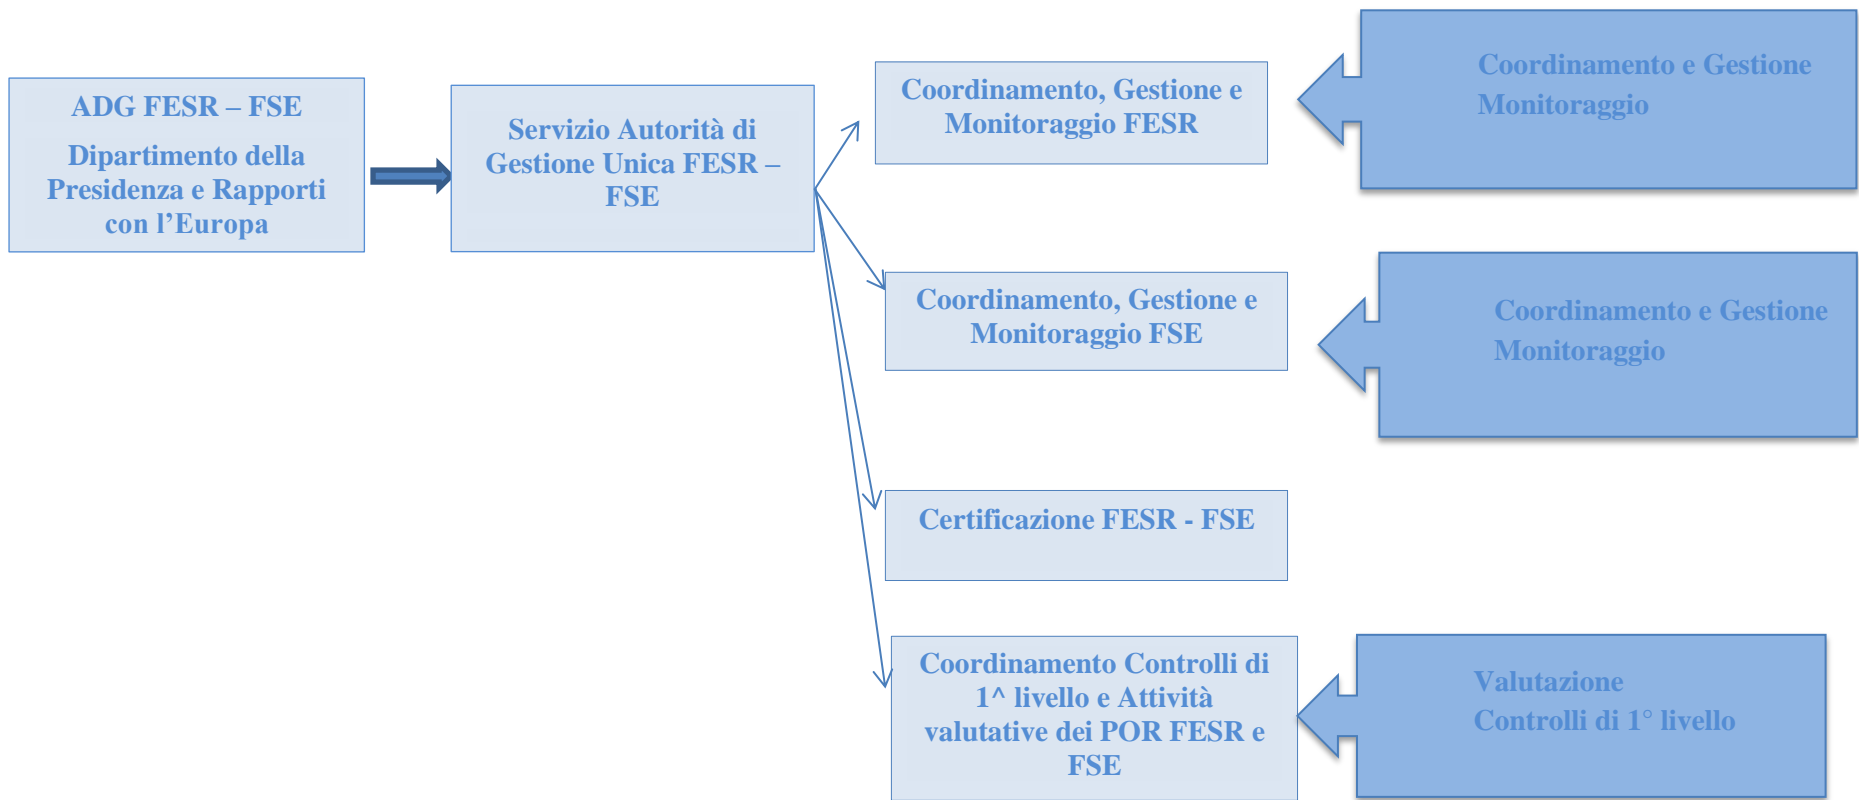 ADG FESR – FSE
Dipartimento della
Presidenza e Rapporti
con l’Europa
Servizio Autorità di
Gestione Unica FESR –
FSE
Coordinamento, Gestione e
Monitoraggio FESR
Coordinamento e Gestione
Monitoraggio
Coordinamento, Gestione e
Monitoraggio FSE
Coordinamento e Gestione
Monitoraggio
Certificazione FESR - FSE
Coordinamento Controlli di
1^ livello e Attività
valutative dei POR FESR e
FSE
Valutazione
Controlli di 1° livello